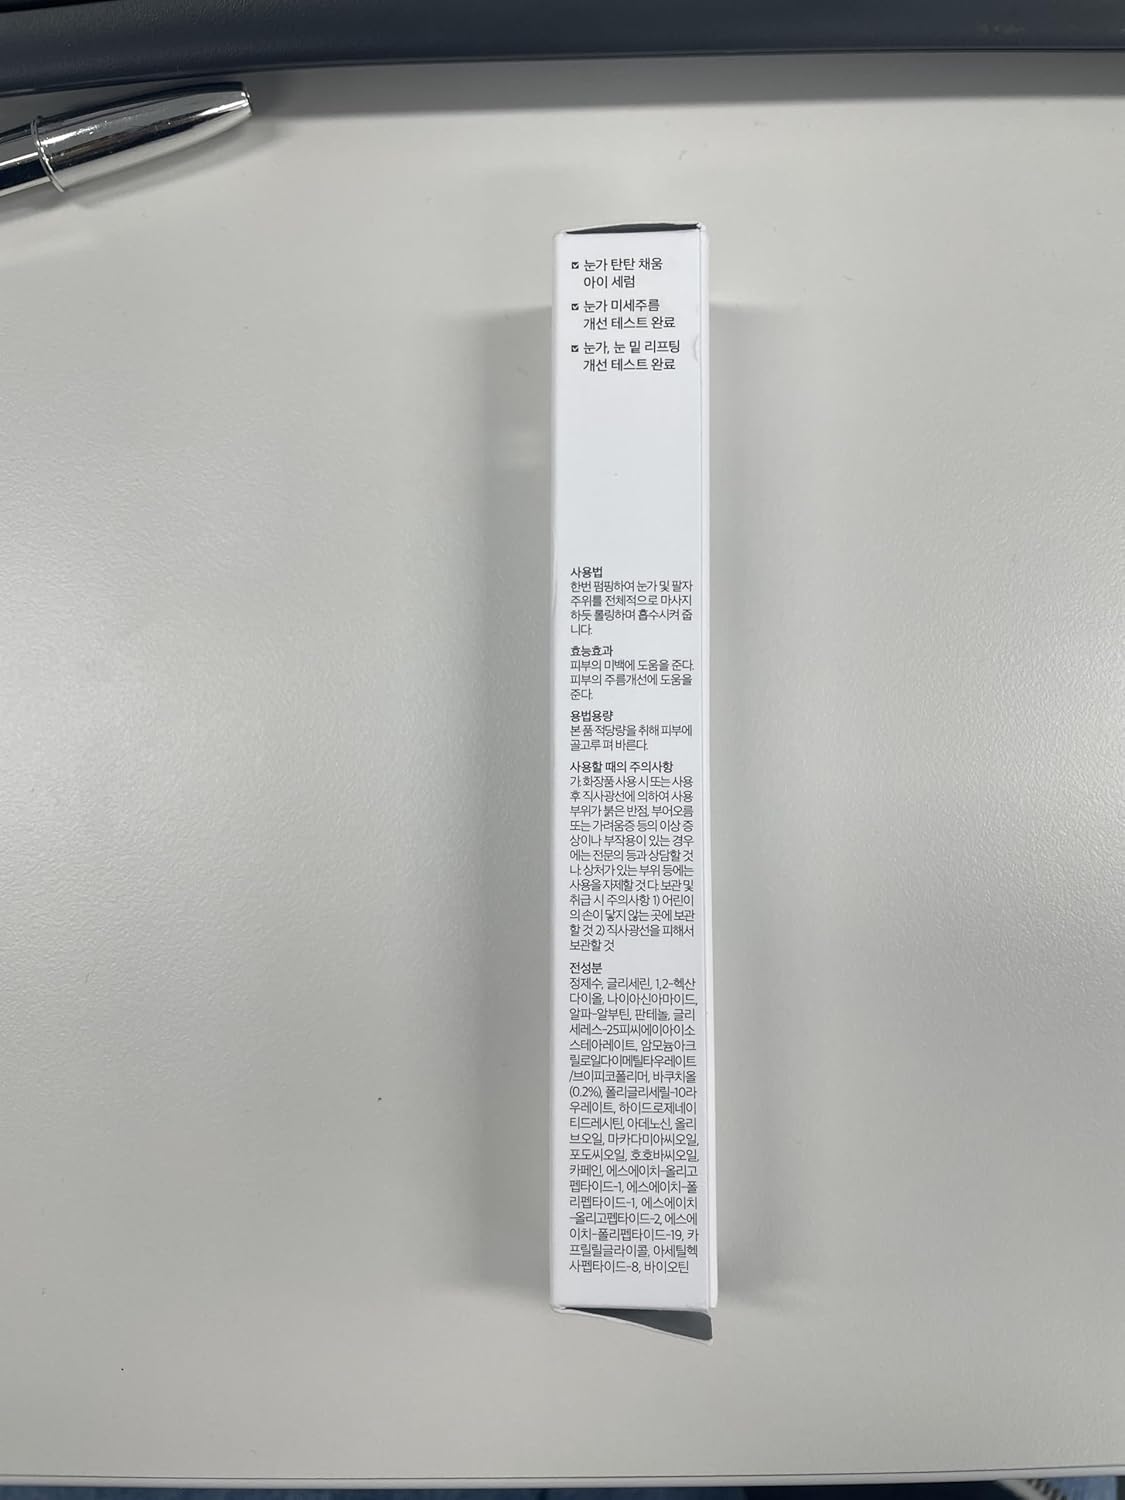 눈가 탄탄 채움
아이 세럼
눈가 미세주름
개선 테스트 완료
눈가, 눈 밑 리프팅
개선 테스트 완료
사용법
한번 펌핑하여 눈가 및 팔자
주위를 전체적으로 마사지
하듯 롤링하며 흡수시켜 줍
니다.
효능효과
피부의 미백에 도움을 준다.
피부의 주름개선에 도움을
준다.
용법용량
본 품 적당량을 취해 피부에
골고루 펴 바른다.
사용할 때의 주의사항
가. 화장품 사용 시 또는 사용
후 직사광선에 의하여 사용
부위가 붉은 반점, 부어오름
또는 가려움증 등의 이상 증
상이나 부작용이 있는 경우
에는 전문의 등과 상담할 것
나. 상처가 있는 부위 등에는
사용을 자제할 것 다. 보관 및
취급 시 주의사항 1) 어린이
의 손이 닿지 않는 곳에 보관
할 것 2) 직사광선을 피해서
보관할 것
전성분
정제수, 글리세린, 1,2-헥산
다이올, 나이아신아마이드,
알파-알부틴, 판테놀, 글리
세레스-25피씨에이아이소
스테아레이트, 암모늄아크
릴로일다이메틸타우레이트
/브이피코폴리머, 바쿠치올
(0.2%), 폴리글리세릴-10라
우레이트, 하이드로제네이
티드레시틴, 아데노신, 올리
브오일, 마카다미아씨오일,
포도씨오일, 호호바씨오일,
카페인, 에스에이치-올리고
펩타이드-1, 에스에이치-폴
리펩타이드-1, 에스에이치
-올리고펩타이드-2, 에스에
이치-폴리펩타이드-19, 카
프릴릴글라이콜, 아세틸헥
사펩타이드-8, 바이오틴